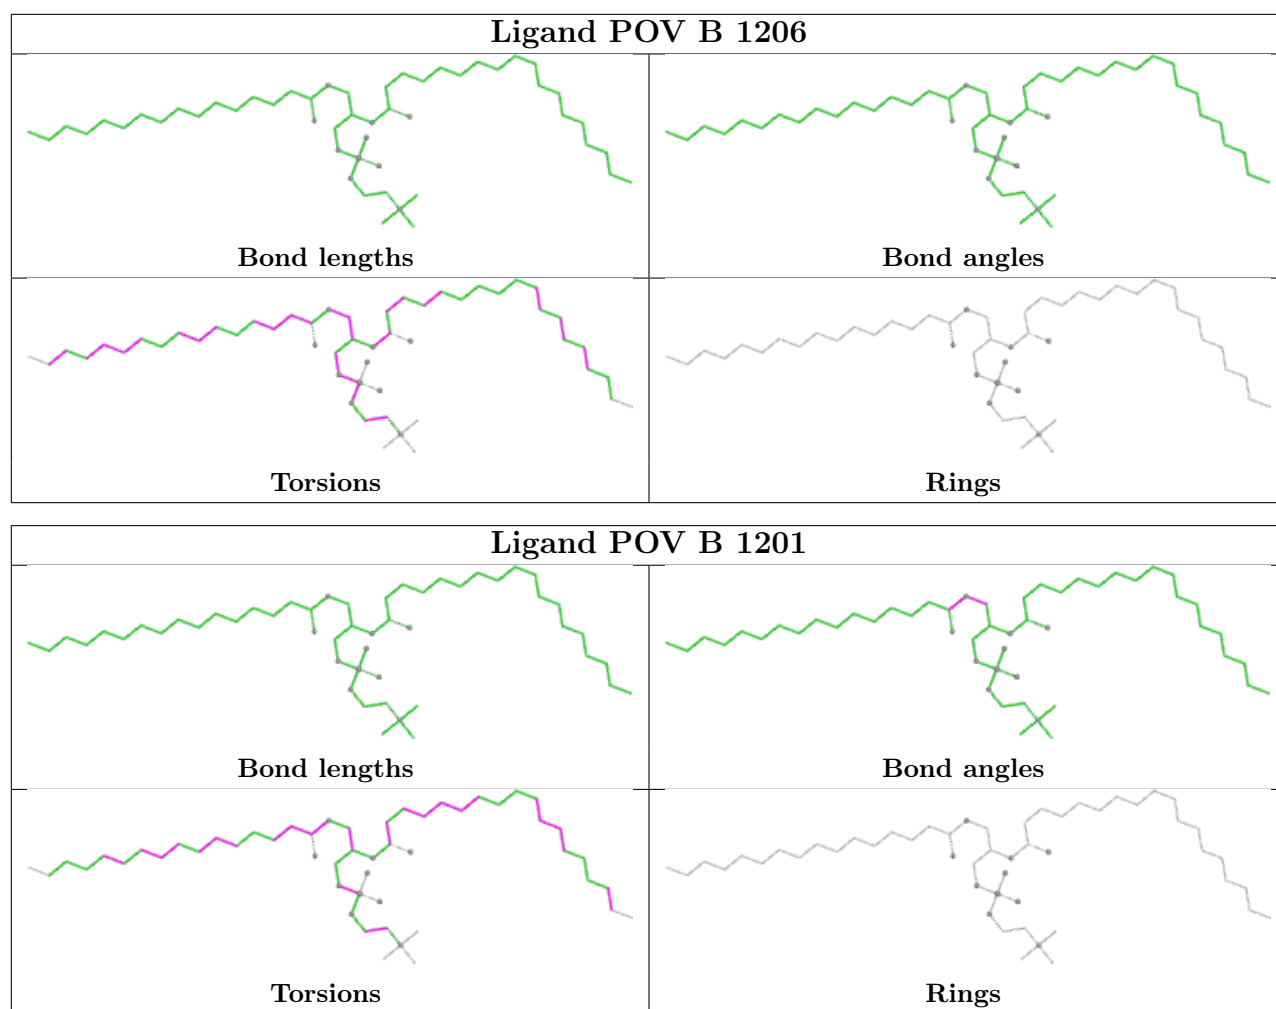 Ligand POV B 1206
Bond lengths
Bond angles
Torsions
Rings
Ligand POV B 1201
Bond lengths
Bond angles
Torsions
Rings